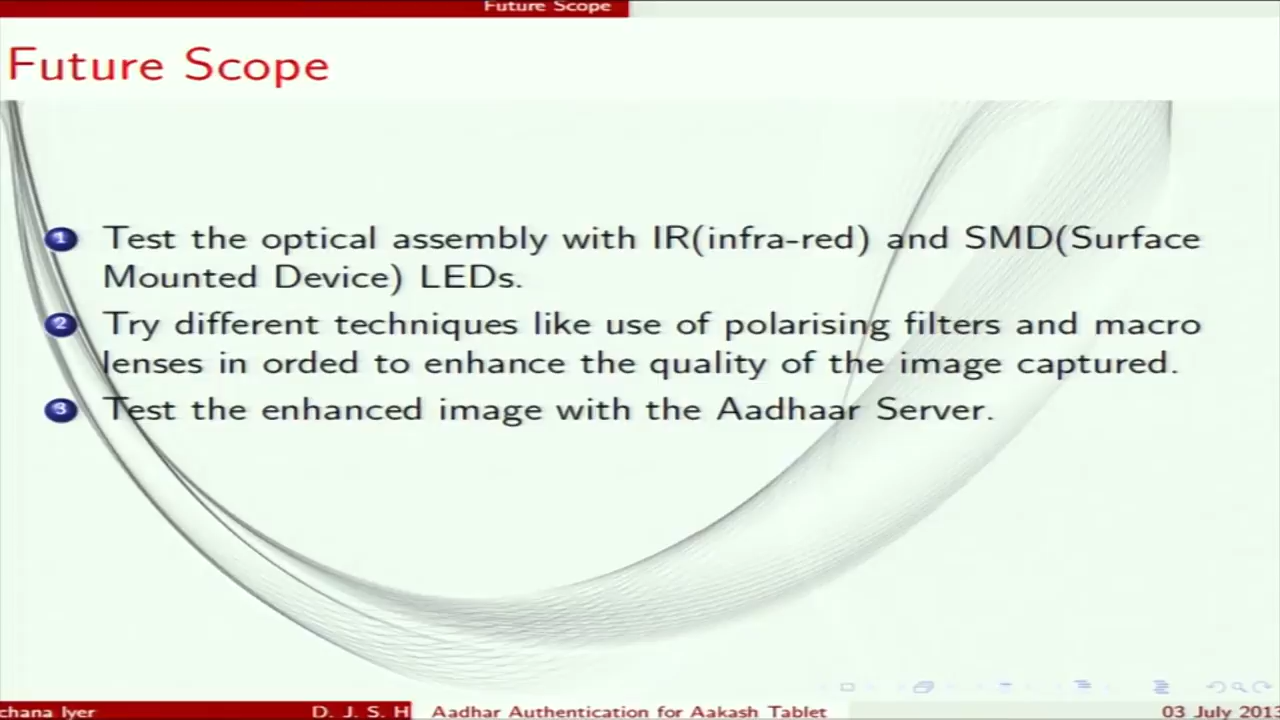 Future Scope
Future Scope
1 Test the optical assembly with IR(infra-red) and SMD(Surface
Mounted Device) LEDs.
2 Try different techniques like use of polarising filters and macro
lenses in orded to enhance the quality of the image captured.
3 Test the enhanced image with the Aadhaar Server.
chana Iyer D. J. S. H Aadhar Authentication for Aakash Tablet 03 July 2013